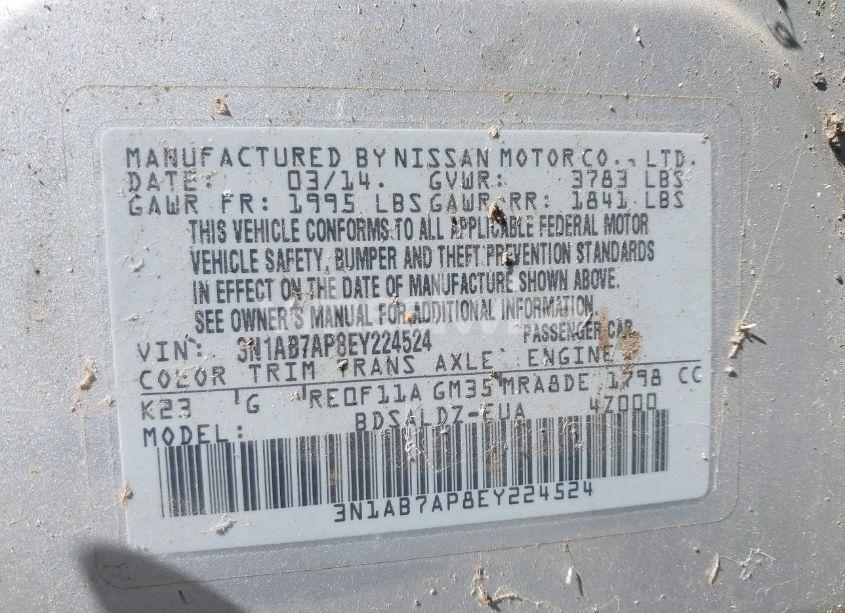 MANUFACTURED BY NISSAN MOTOR CO., LTD.
DATE: 03/14. GVWR: 3783 LBS
GAWR FR: 1995 LBS GAWR RR: 1841 LBS
THIS VEHICLE CONFORMS TO ALL APPLICABLE FEDERAL MOTOR
VEHICLE SAFETY, BUMPER AND THEFT PREVENTION STANDARDS
IN EFFECT ON THE DATE OF MANUFACTURE SHOWN ABOVE.
SEE OWNER'S MANUAL FOR ADDITIONAL INFORMATION
VIN: 3N1AB7AP8EY224524 PASSENGER CAR
COLOR TRIM TRANS AXLE ENGINE
K23 G RE0F11A GM35 MRA8DE 1798 CC
MODEL: BDSALDZ-EUA 4Z000
3N1AB7AP8EY224524